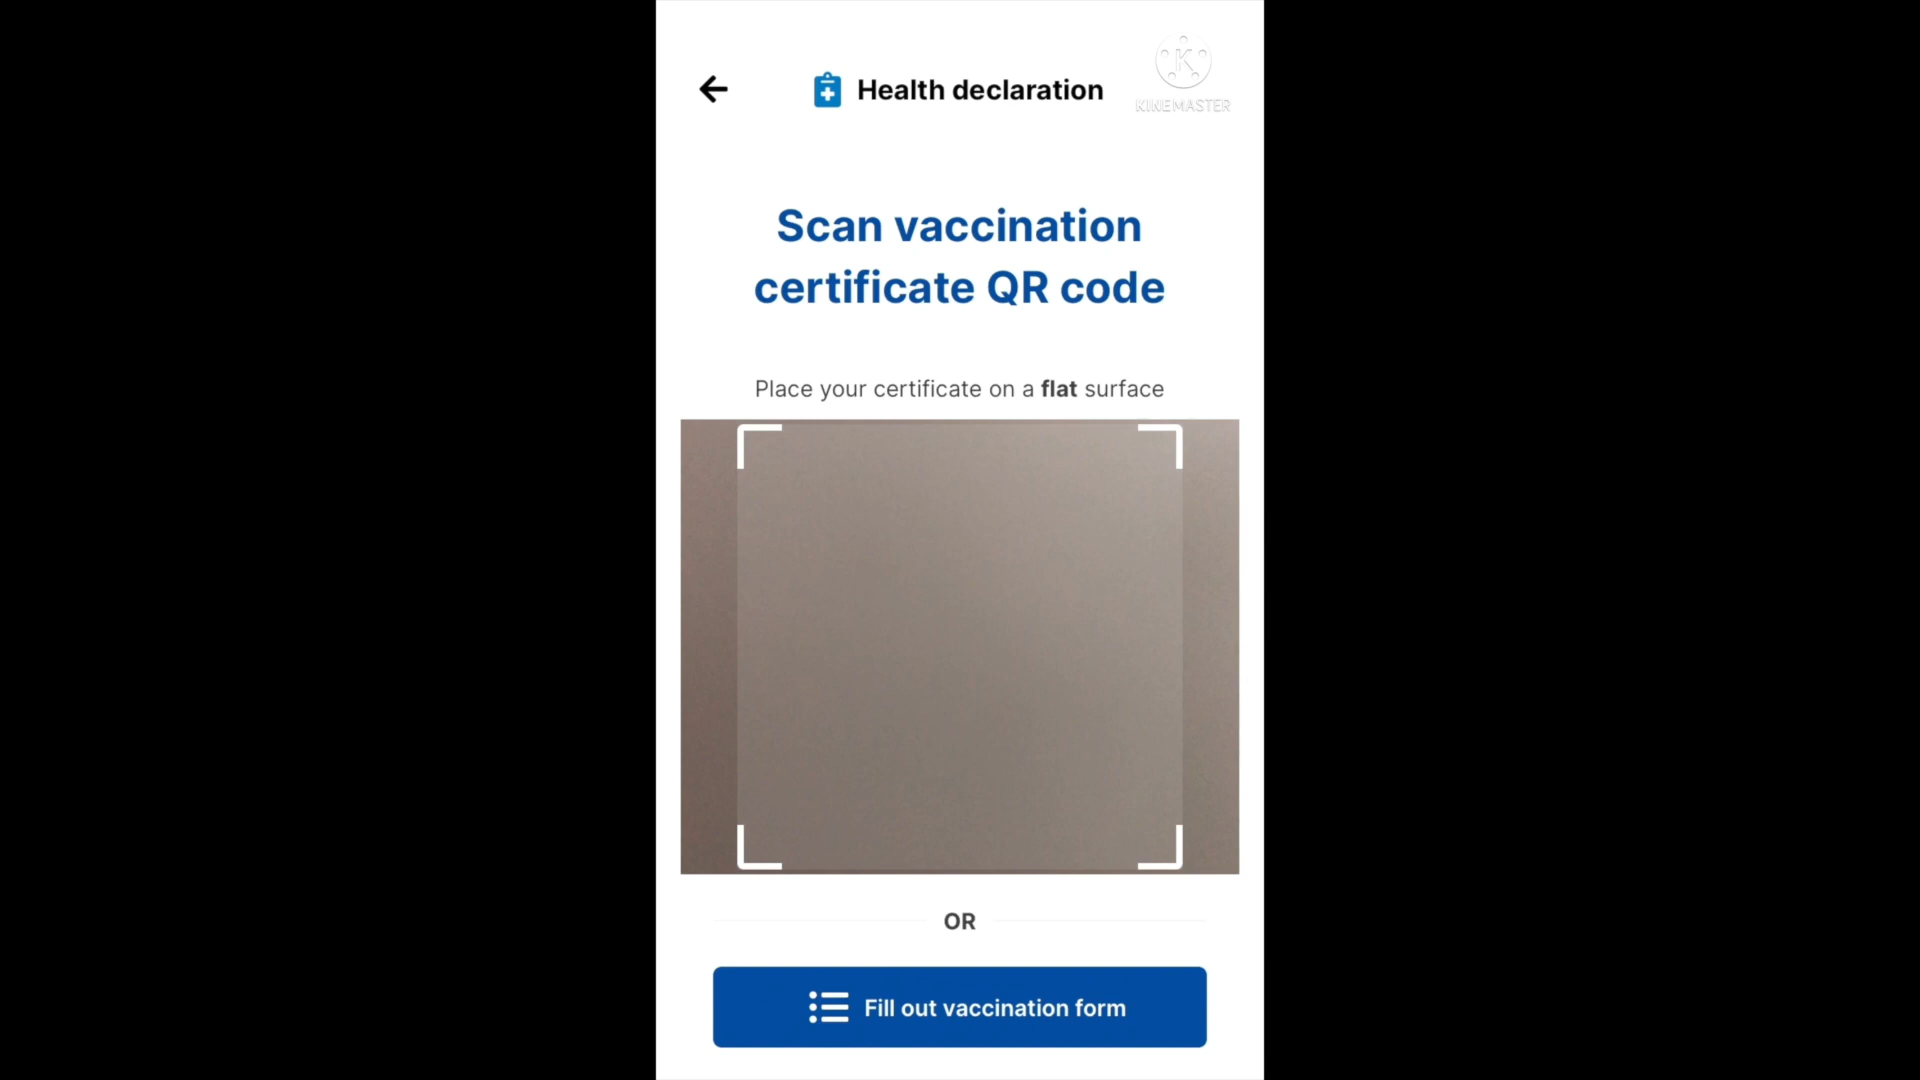 Health declaration
K
KINEMASTER
Scan vaccination
certificate QR code
Place your certificate on a flat surface
OR
Fill out vaccination form